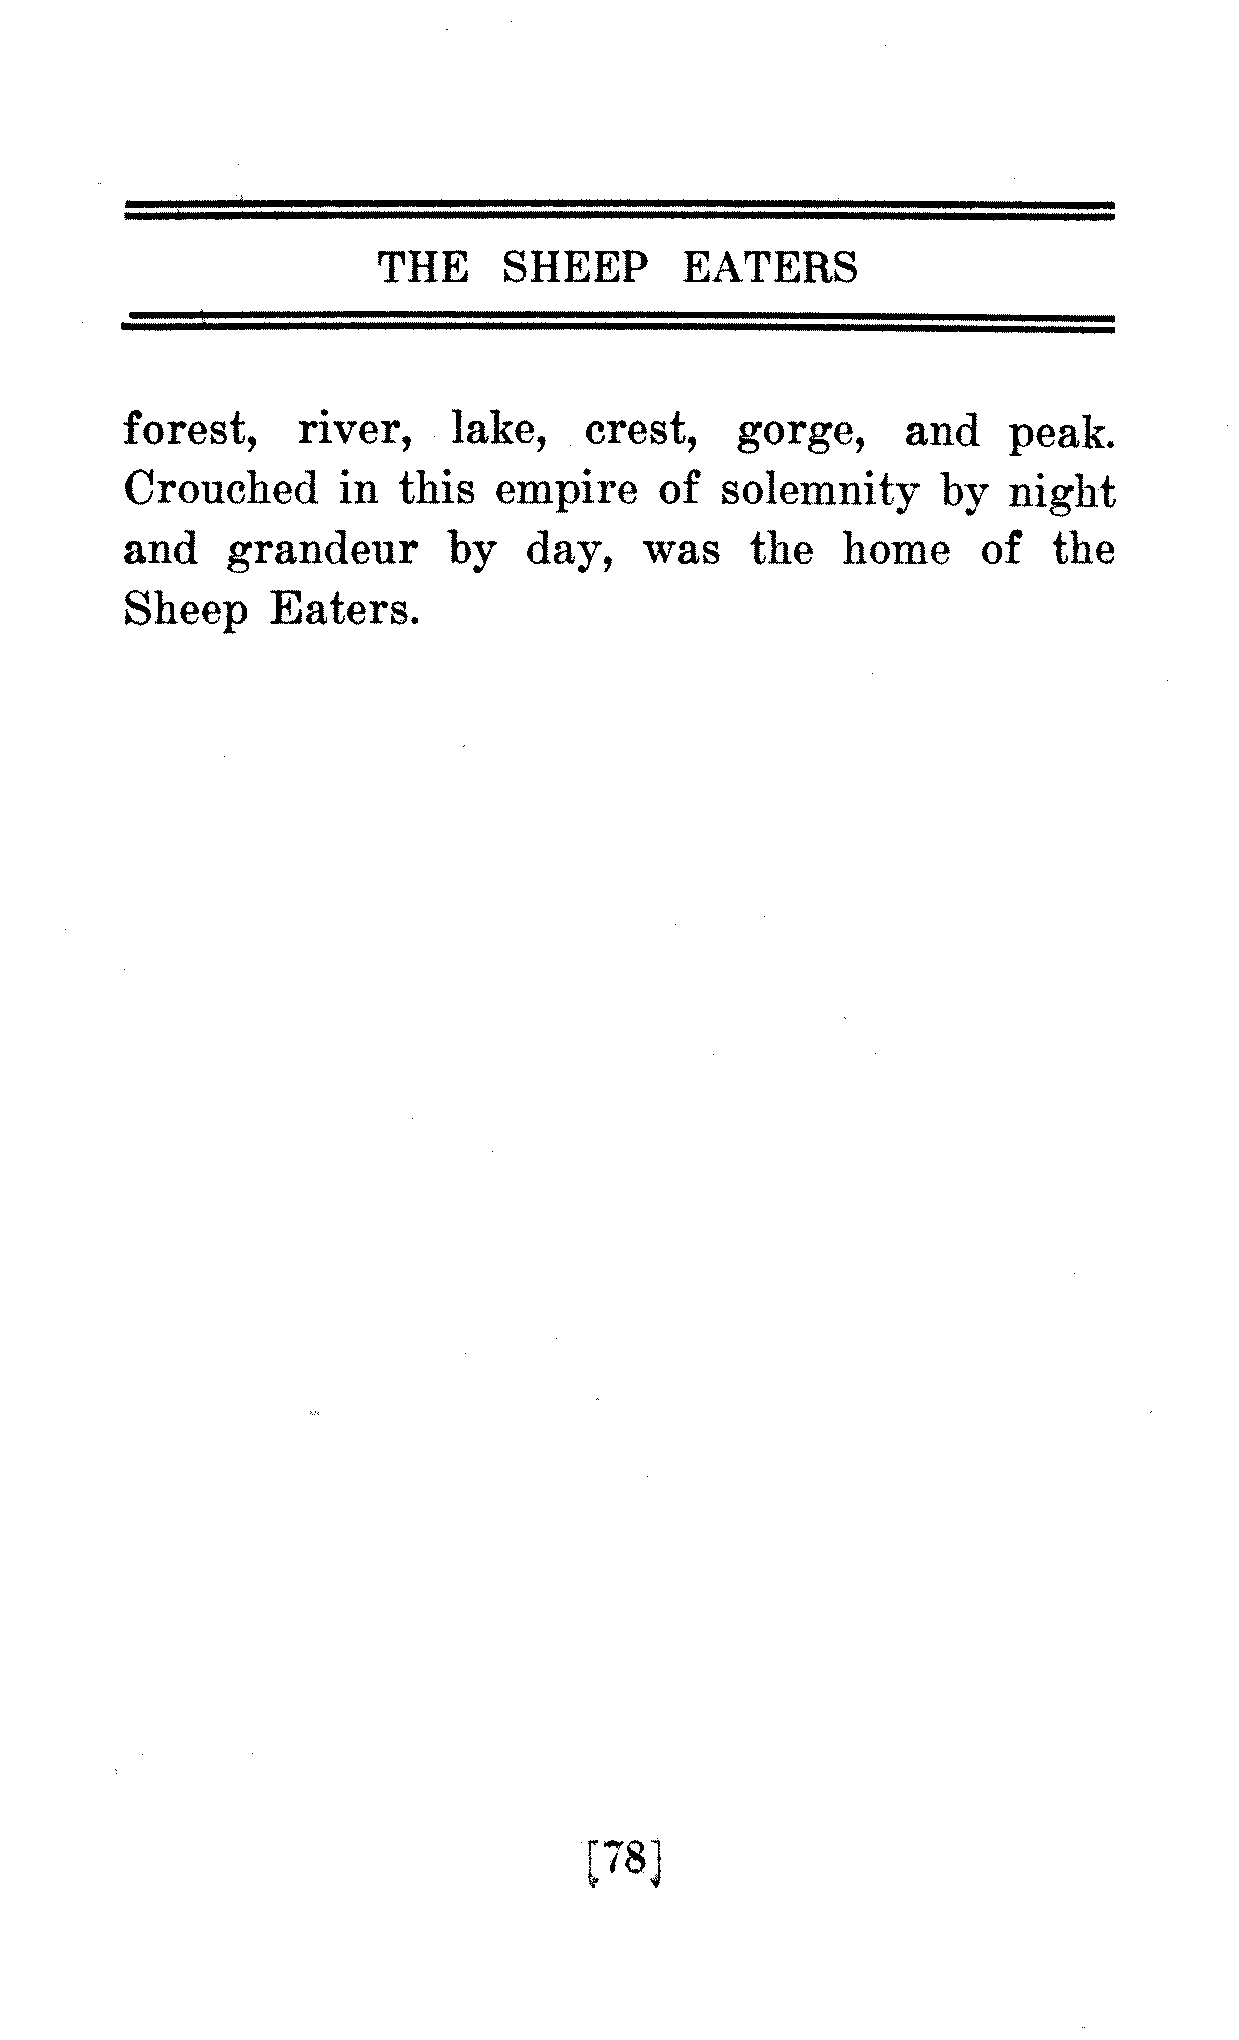 THE SHEEP EATERS
forest, river, lake, crest, gorge, and peak.
Crouched in this empire of solemnity by night
and grandeur by day, was the home of the
Sheep Eaters.
[78]